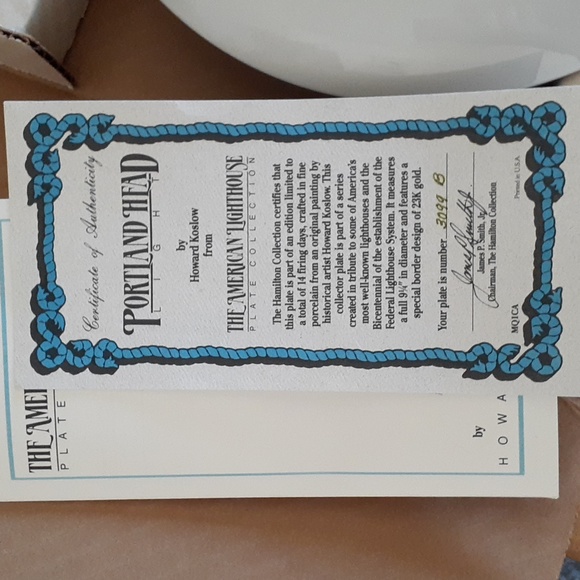 Certificate of Authenticity
PORTLAND HEAD
LIGHT
by
Howard Koslow
from
THE AMERICAN LIGHTHOUSE
PLATE COLLECTION
The Hamilton Collection certifies that
this plate is part of an edition limited to
a total of 14 firing days, crafted in fine
porcelain from an original painting by
historical artist Howard Koslow. This
collector plate is part of a series
created in tribute to some of America's
most well-known lighthouses and the
Bicentennial of the establishment of the
Federal Lighthouse System. It measures
a full 9¼" in diameter and features a
special border design of 23K gold.
Your plate is number 3039 B
James P. Smith, Jr.
James P. Smith, Jr.
Chairman, The Hamilton Collection
MQJCA
Printed in U.S.A.
THE AMEI
PLATE
by
HOWA